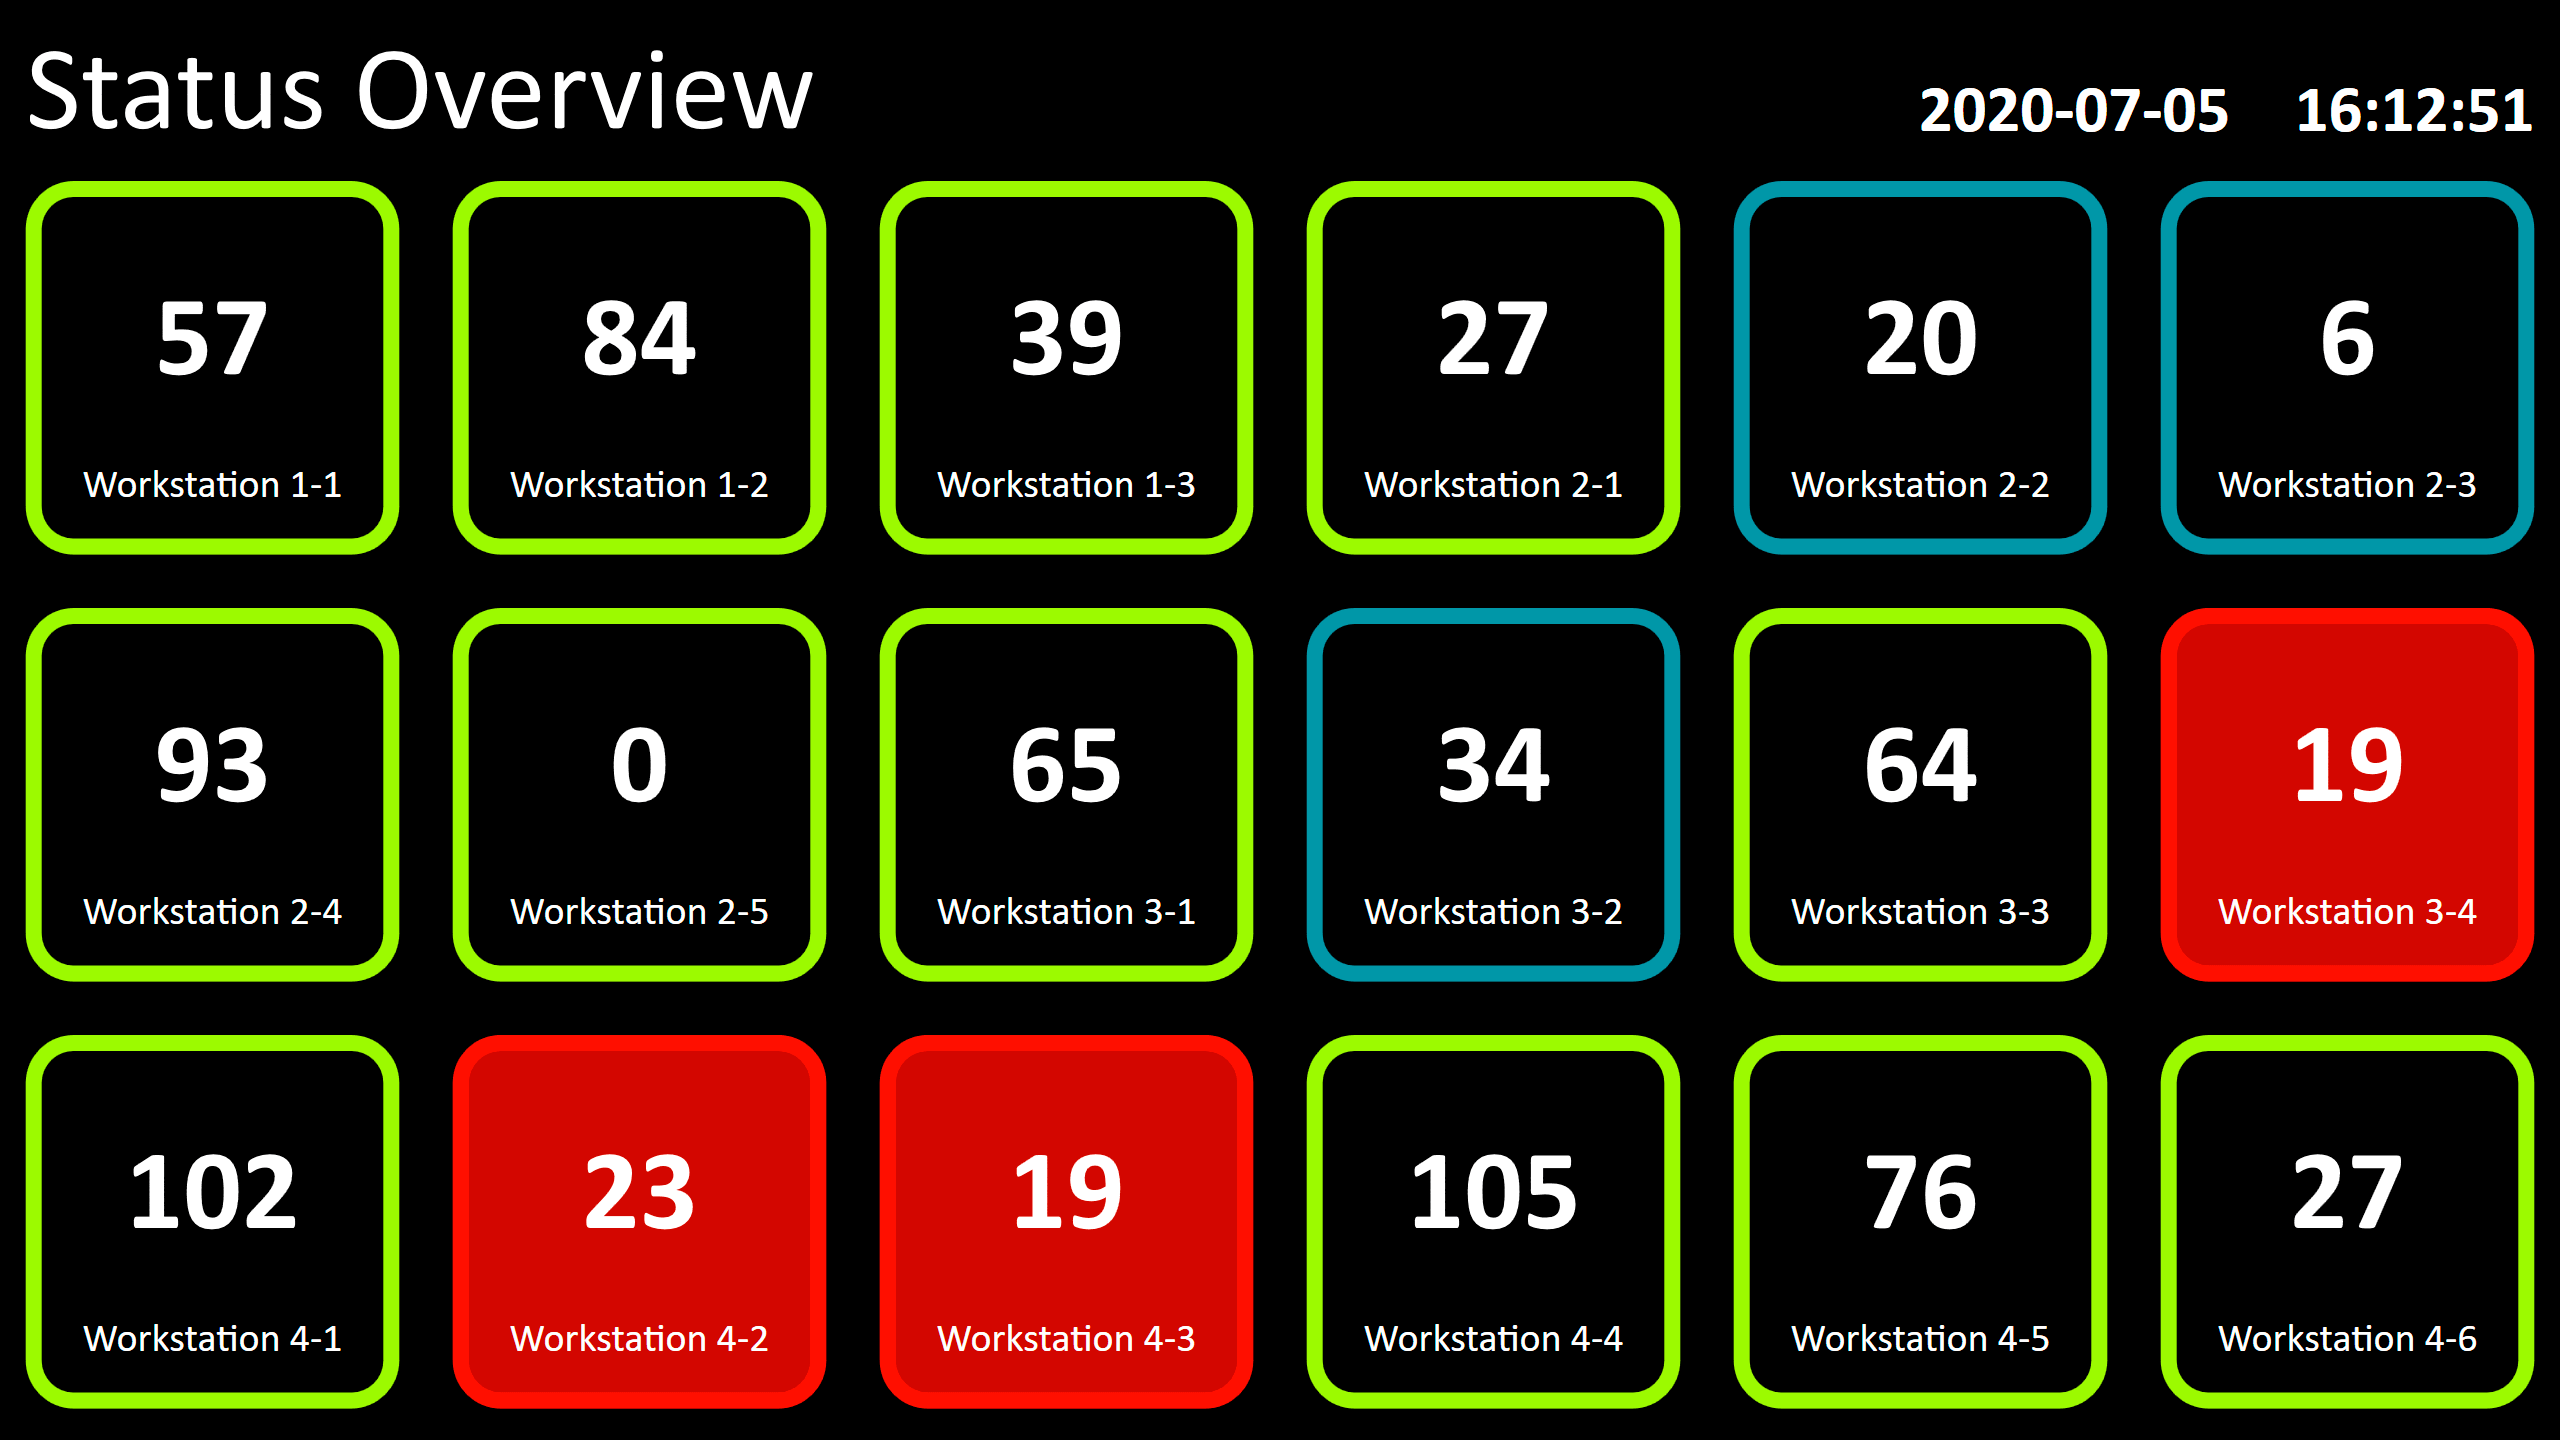 Status Overview
2020-07-05 16:12:51
57
Workstation 1-1
84
Workstation 1-2
39
Workstation 1-3
27
Workstation 2-1
20
Workstation 2-2
6
Workstation 2-3
93
Workstation 2-4
0
Workstation 2-5
65
Workstation 3-1
34
Workstation 3-2
64
Workstation 3-3
19
Workstation 3-4
102
Workstation 4-1
23
Workstation 4-2
19
Workstation 4-3
105
Workstation 4-4
76
Workstation 4-5
27
Workstation 4-6